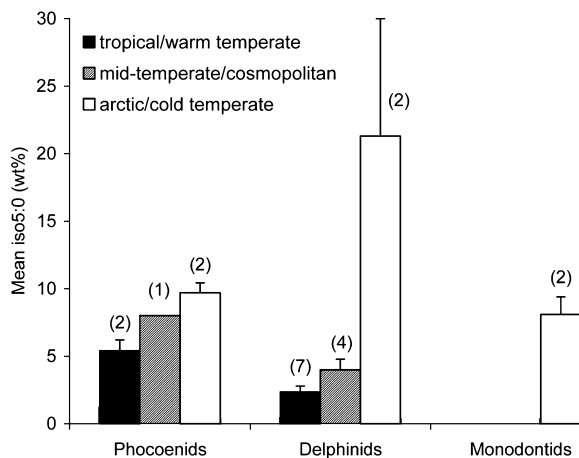 tropical/warm temperate
mid-temperate/cosmopolitan
arctic/cold temperate
Mean iso5:0 (wt%)
30
25
20
15
10
5
0
(2)
(1)
(2)
(7)
(4)
(2)
(2)
Phocoenids
Delphinids
Monodontids